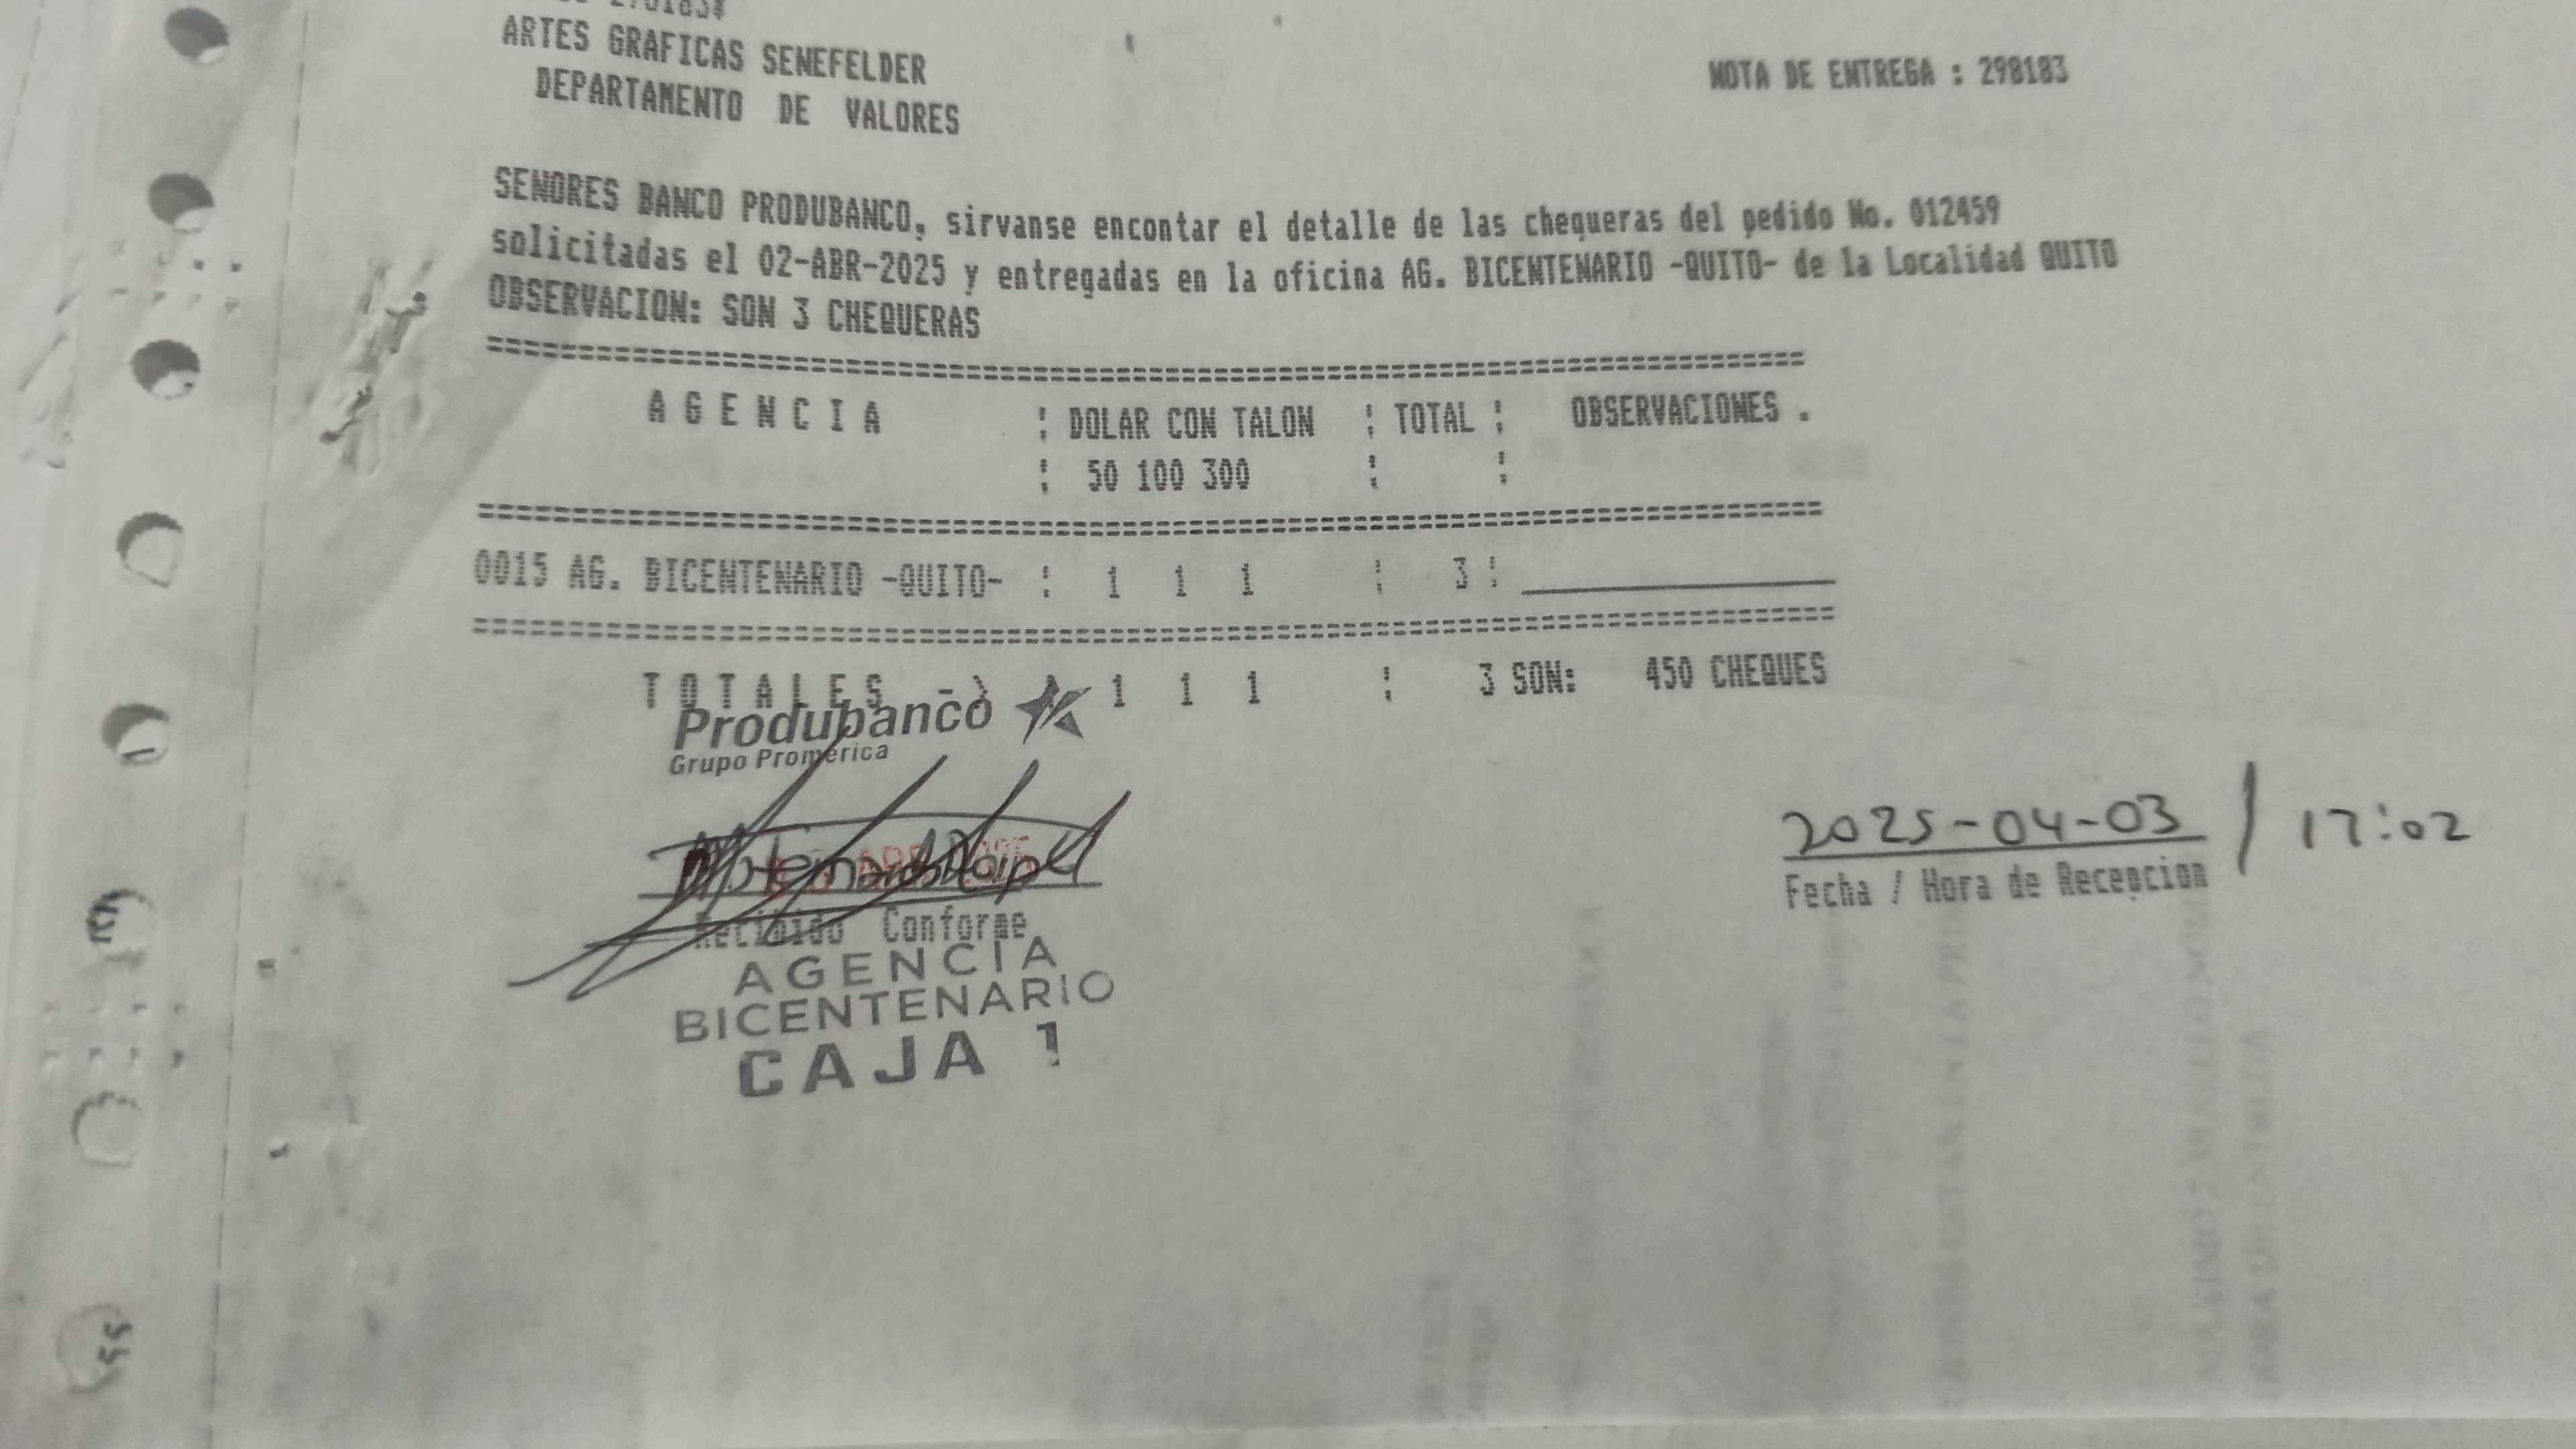 ARTES GRAFICAS SENEFELDER
DEPARTAMENTO DE VALORES
NOTA DE ENTREGA : 298183
SENORES BANCO PRODUBANCO, sirvanse encontar el detalle de las chequeras del pedido No. 012459
solicitadas el 02-ABR-2025 y entregadas en la oficina AG. BICENTENARIO -QUITO- de la Localidad QUITO
OBSERVACION: SON 3 CHEQUERAS
A G E N C I A : DOLAR CON TALON : TOTAL : OBSERVACIONES .
: 50 100 300 : :
0015 AG. BICENTENARIO -QUITO- : 1 1 1 : 3 :
T O T A L E S -> 1 1 1 : 3 SON: 450 CHEQUES
Produbanco
Grupo Promerica
2025-04-03 / 17:02
Fecha / Hora de Recepcion
Recibido Conforme
AGENCIA
BICENTENARIO
CAJA 1